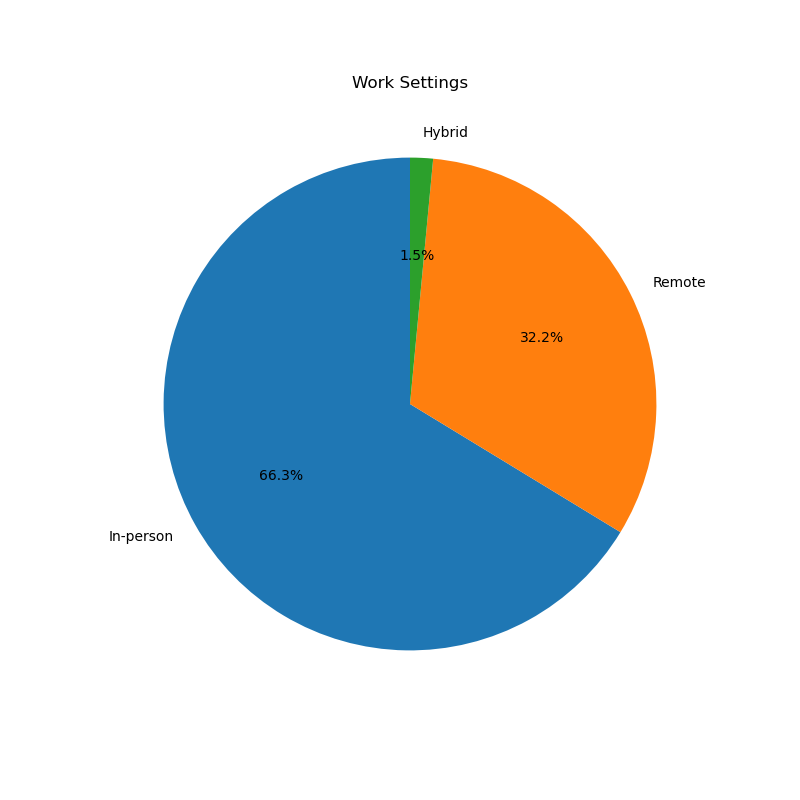 Work Settings
Hybrid
1.5%
Remote
32.2%
66.3%
In-person